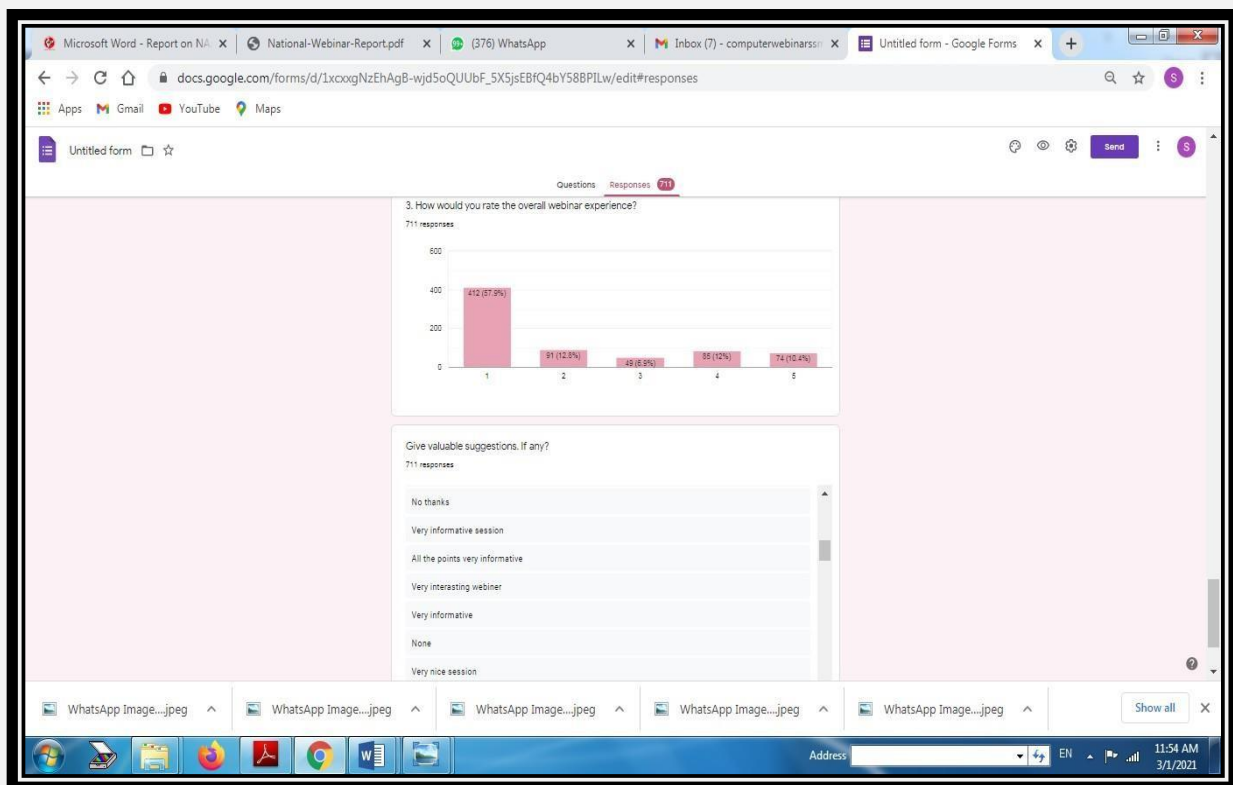 Microsoft Word - Report on NA
National-Webinar-Report.pdf
(376) WhatsApp
Inbox (7) - computerwebinarssn
Untitled form - Google Forms
docs.google.com/forms/d/1xcxxgNzEhAgB-wjd5oQUUbF_5X5jsEBfQ4bY58BPILw/edit#responses
S
Apps Gmail YouTube Maps
Untitled form
Send
S
Questions Responses 711
3. How would you rate the overall webinar experience?
711 responses
600
400
200
0
412 (57.9%)
91 (12.8%)
49 (6.9%)
85 (12%)
74 (10.4%)
1 2 3 4 5
Give valuable suggestions. If any?
711 responses
No thanks
Very informative session
All the points very informative
Very interasting webiner
Very informative
None
Very nice session
WhatsApp Image....jpeg WhatsApp Image....jpeg WhatsApp Image....jpeg WhatsApp Image....jpeg WhatsApp Image....jpeg Show all
Address EN 11:54 AM
3/1/2021